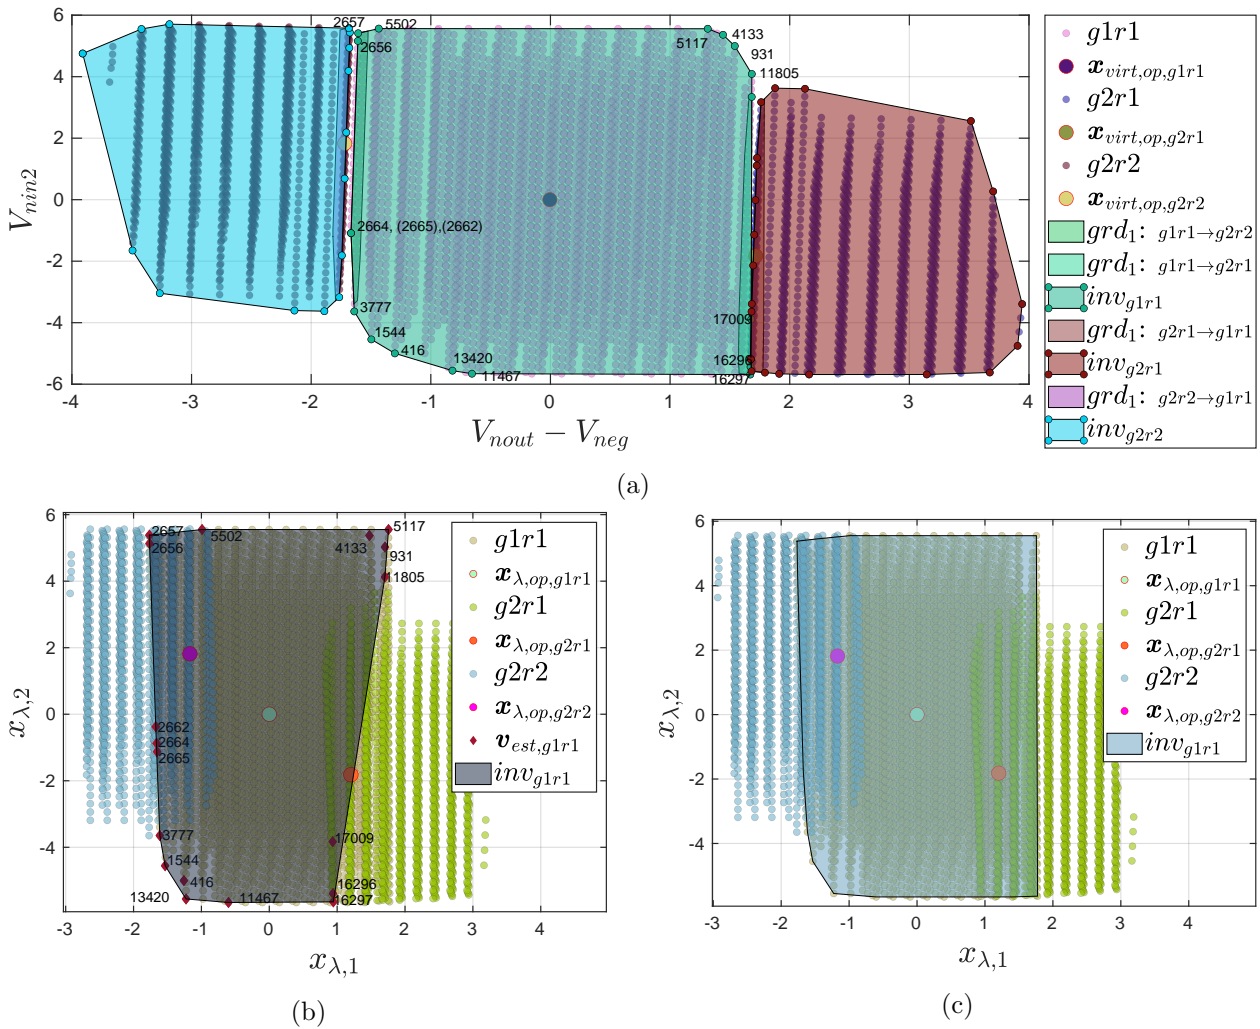 6
4
2
0
-2
-4
-6
V_{nin2}
-4
-3
-2
-1
0
1
2
3
4
V_{nout} − V_{neg}
2657
5502
2656
5117
4133
931
11805
2664, (2665),(2662)
3777
1544
416
13420
11467
17009
16296
16297
g1r1
x_{virt,op,g1r1}
g2r1
x_{virt,op,g2r1}
g2r2
x_{virt,op,g2r2}
grd_1: g1r1→g2r2
grd_1: g1r1→g2r1
inv_{g1r1}
grd_1: g2r1→g1r1
inv_{g2r1}
grd_1: g2r2→g1r1
inv_{g2r2}
(a)
6
4
2
0
-2
-4
x_{λ,2}
-3
-2
-1
0
1
2
3
4
x_{λ,1}
2657
2656
5502
5117
4133
931
11805
2662
2664
2665
3777
1544
416
13420
11467
17009
16296
16297
g1r1
x_{λ,op,g1r1}
g2r1
x_{λ,op,g2r1}
g2r2
x_{λ,op,g2r2}
v_{est,g1r1}
inv_{g1r1}
(b)
6
4
2
0
-2
-4
x_{λ,2}
-3
-2
-1
0
1
2
3
4
x_{λ,1}
g1r1
x_{λ,op,g1r1}
g2r1
x_{λ,op,g2r1}
g2r2
x_{λ,op,g2r2}
inv_{g1r1}
(c)